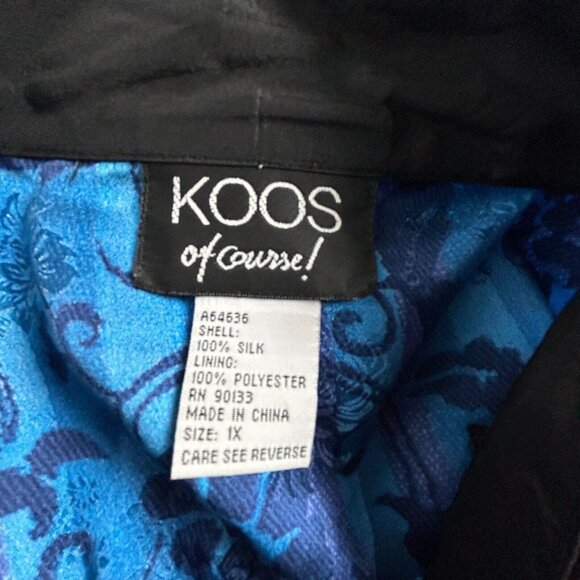 KOOS
of course!
A64636
SHELL:
100% SILK
LINING:
100% POLYESTER
RN 90133
MADE IN CHINA
SIZE: 1X
CARE SEE REVERSE